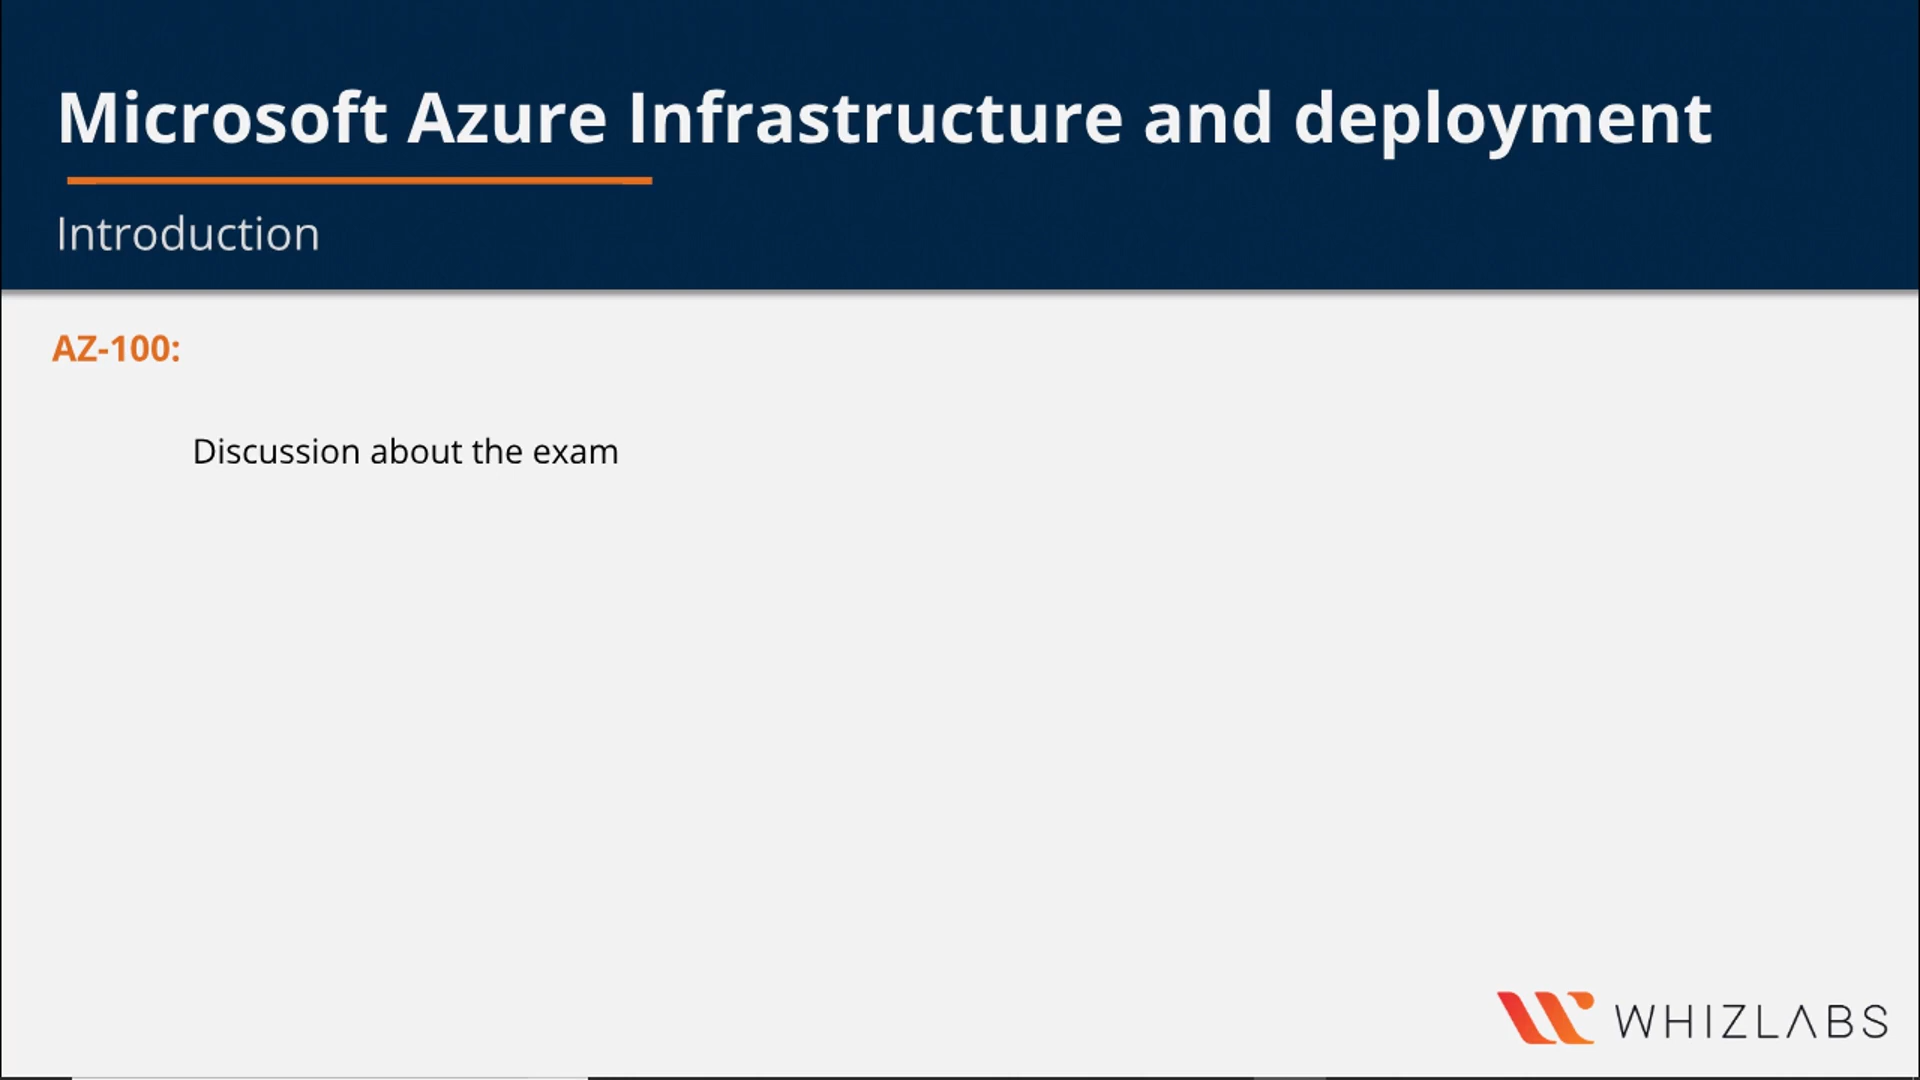 Microsoft Azure Infrastructure and deployment
Introduction
AZ-100:
Discussion about the exam
WHIZLABS